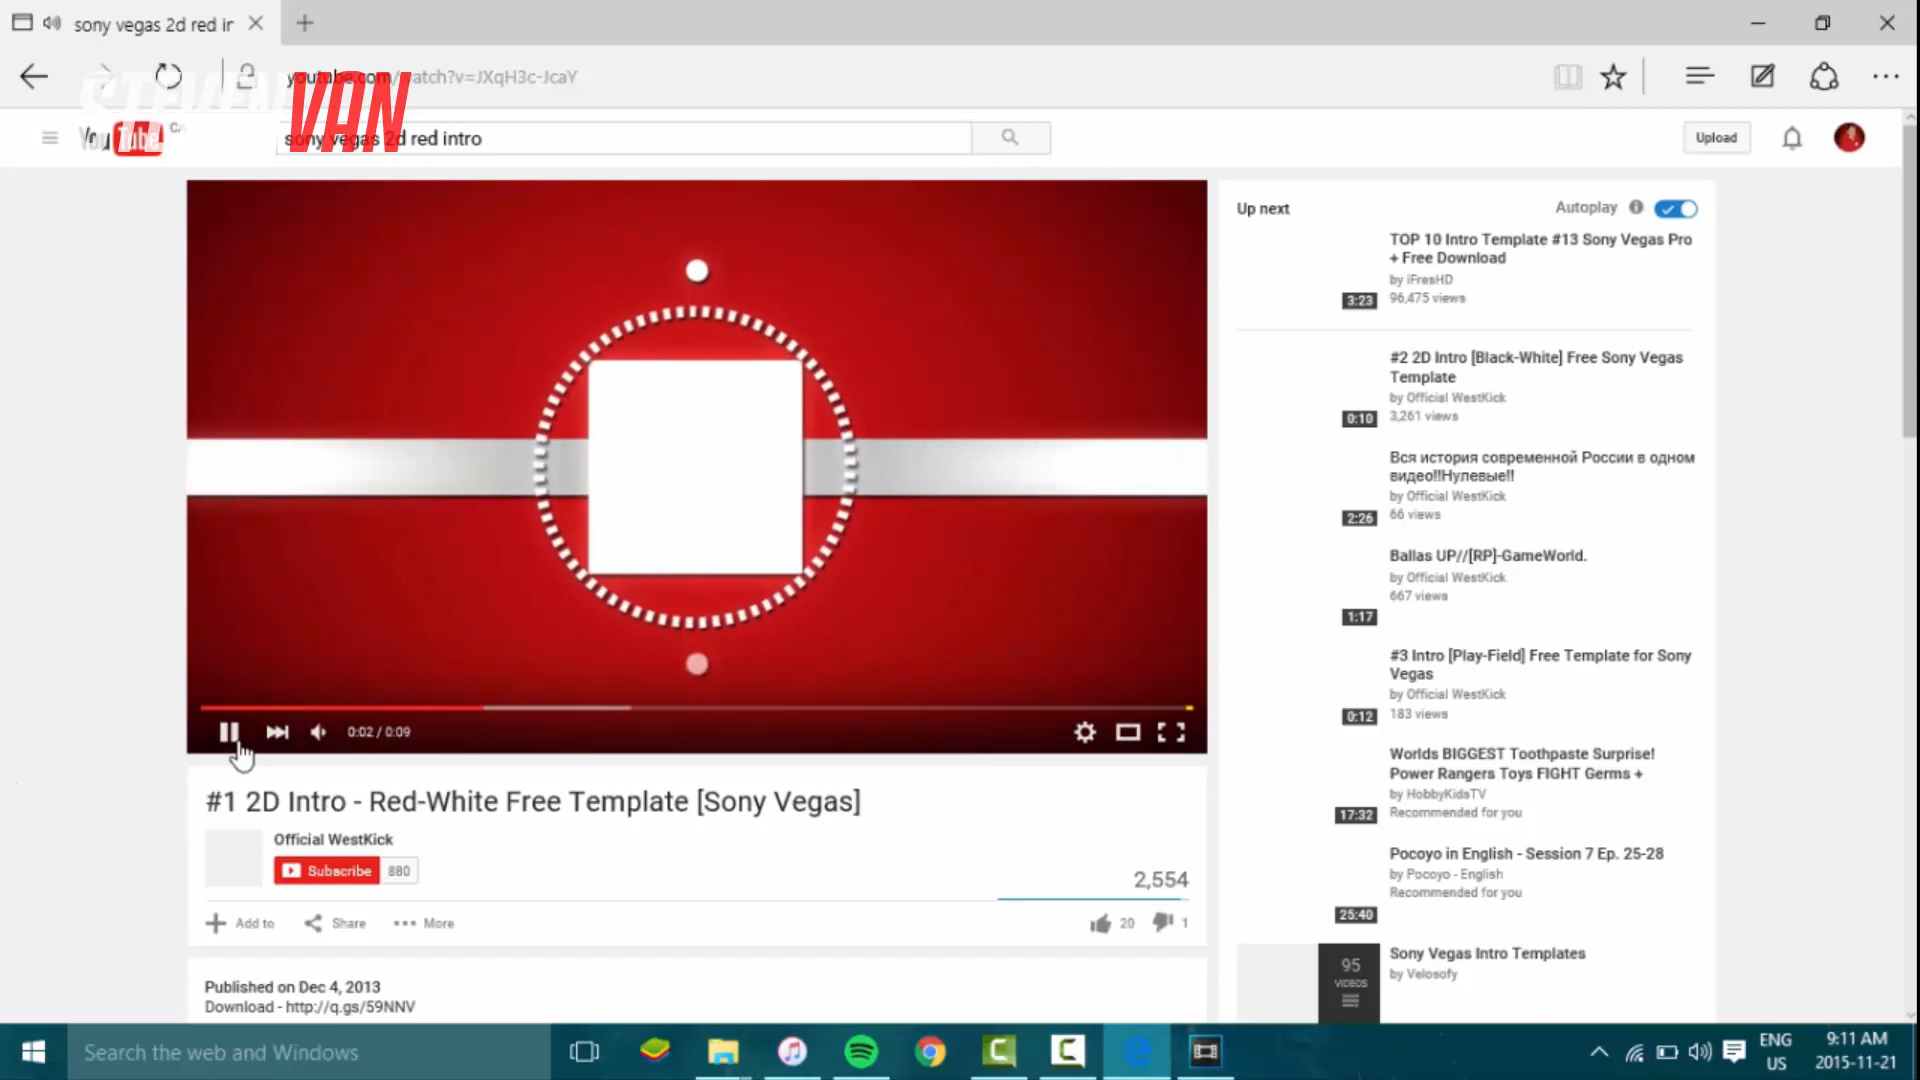 sony vegas 2d red ir
STEVENVAN
youtube.com/watch?v=JXqH3c-JcaY
YouTube CA
sony vegas 2d red intro
Upload
Up next
Autoplay
TOP 10 Intro Template #13 Sony Vegas Pro
+ Free Download
by iFresHD
3:23
96,475 views
#2 2D Intro [Black-White] Free Sony Vegas
Template
by Official WestKick
0:10
3,261 views
Вся история современной России в одном
видео!!Нулевые!!
by Official WestKick
2:26
66 views
Ballas UP//[RP]-GameWorld.
by Official WestKick
667 views
1:17
#3 Intro [Play-Field] Free Template for Sony
Vegas
by Official WestKick
0:12
183 views
Worlds BIGGEST Toothpaste Surprise!
Power Rangers Toys FIGHT Germs +
by HobbyKidsTV
17:32
Recommended for you
Pocoyo in English - Session 7 Ep. 25-28
by Pocoyo - English
Recommended for you
25:40
95
VIDEOS
Sony Vegas Intro Templates
by Velosofy
0:02 / 0:09
#1 2D Intro - Red-White Free Template [Sony Vegas]
Official WestKick
Subscribe 880
2,554
Add to Share More
20 1
Published on Dec 4, 2013
Download - http://q.gs/59NNV
Search the web and Windows
ENG
US
9:11 AM
2015-11-21